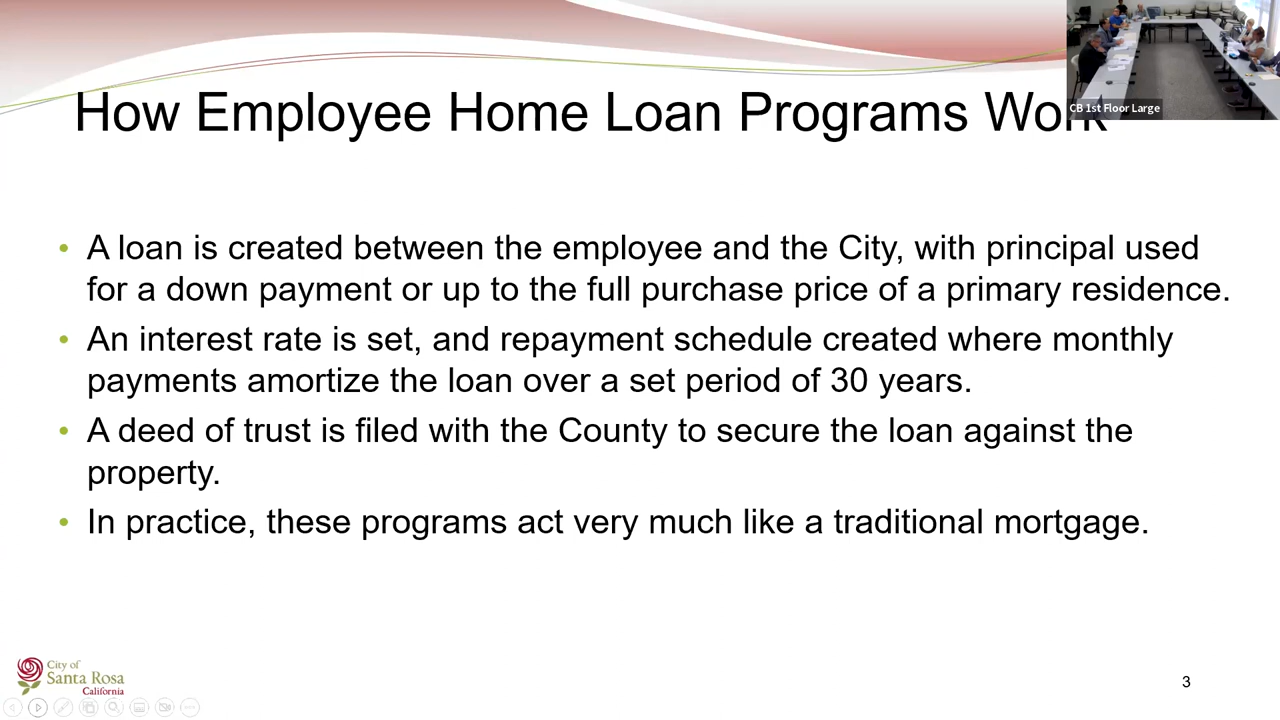 How Employee Home Loan Programs Work
CB 1st Floor Large
• A loan is created between the employee and the City, with principal used
for a down payment or up to the full purchase price of a primary residence.
• An interest rate is set, and repayment schedule created where monthly
payments amortize the loan over a set period of 30 years.
• A deed of trust is filed with the County to secure the loan against the
property.
• In practice, these programs act very much like a traditional mortgage.
City of
Santa Rosa
California
3